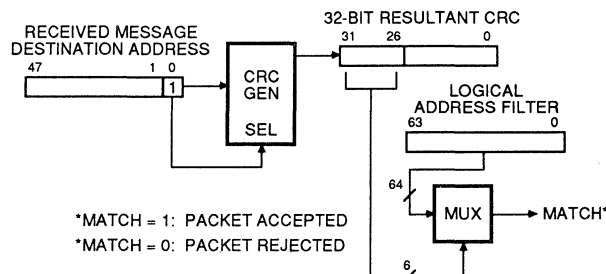 RECEIVED MESSAGE
DESTINATION ADDRESS
47 1 0
1
CRC
GEN
SEL
32-BIT RESULTANT CRC
31 26 0
LOGICAL
ADDRESS FILTER
63 0
64
MUX
MATCH*
6
*MATCH = 1: PACKET ACCEPTED
*MATCH = 0: PACKET REJECTED